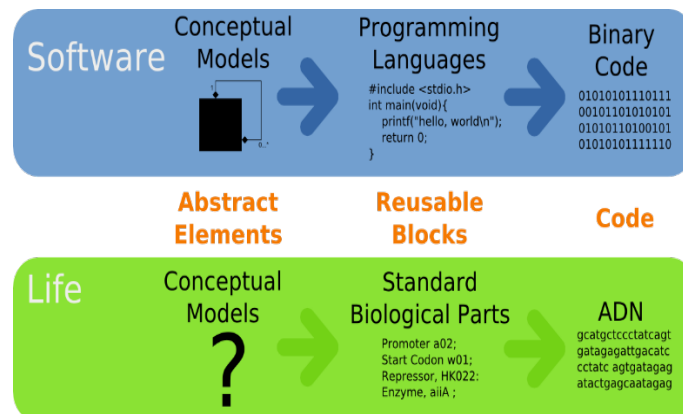 Software
Conceptual
Models
1
0..*
Programming
Languages
#include <stdio.h>
int main(void){
printf("hello, world\n");
return 0;
}
Binary
Code
01010101110111
00101101010101
01010110100101
01010101111110
Abstract
Elements
Reusable
Blocks
Code
Life
Conceptual
Models
?
Standard
Biological Parts
Promoter a02;
Start Codon w01;
Repressor, HK022:
Enzyme, aiiA ;
ADN
gcatgctccctatcagt
gatagagattgacatc
cctatc agtgatagag
atactgagcaatagag